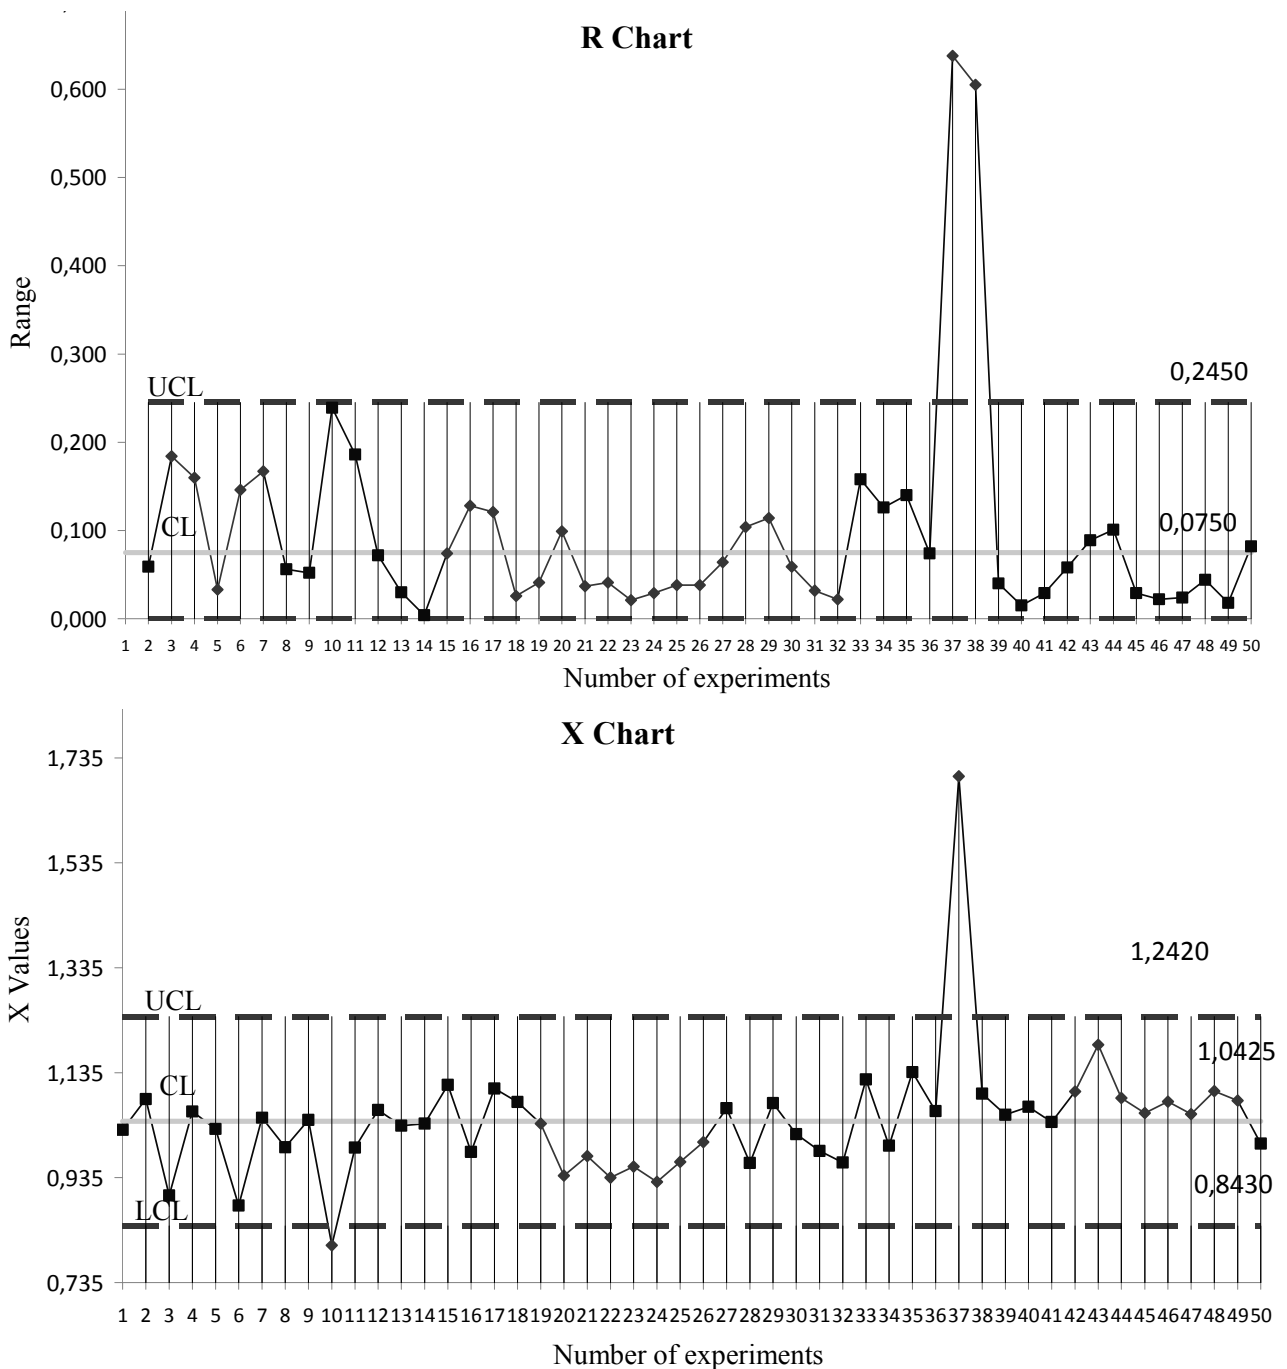 R Chart
0,600
0,500
0,400
Range
0,300
0,2450
UCL
0,200
0,100
CL
0,0750
0,000
1 2 3 4 5 6 7 8 9 10 11 12 13 14 15 16 17 18 19 20 21 22 23 24 25 26 27 28 29 30 31 32 33 34 35 36 37 38 39 40 41 42 43 44 45 46 47 48 49 50
Number of experiments
X Chart
1,735
1,535
X Values
1,335
1,2420
UCL
1,135
1,0425
CL
0,935
0,8430
LCL
0,735
1 2 3 4 5 6 7 8 9 10 11 12 13 14 15 16 17 18 19 20 21 22 23 24 25 26 27 28 29 30 31 32 33 34 35 36 37 38 39 40 41 42 43 44 45 46 47 48 49 50
Number of experiments